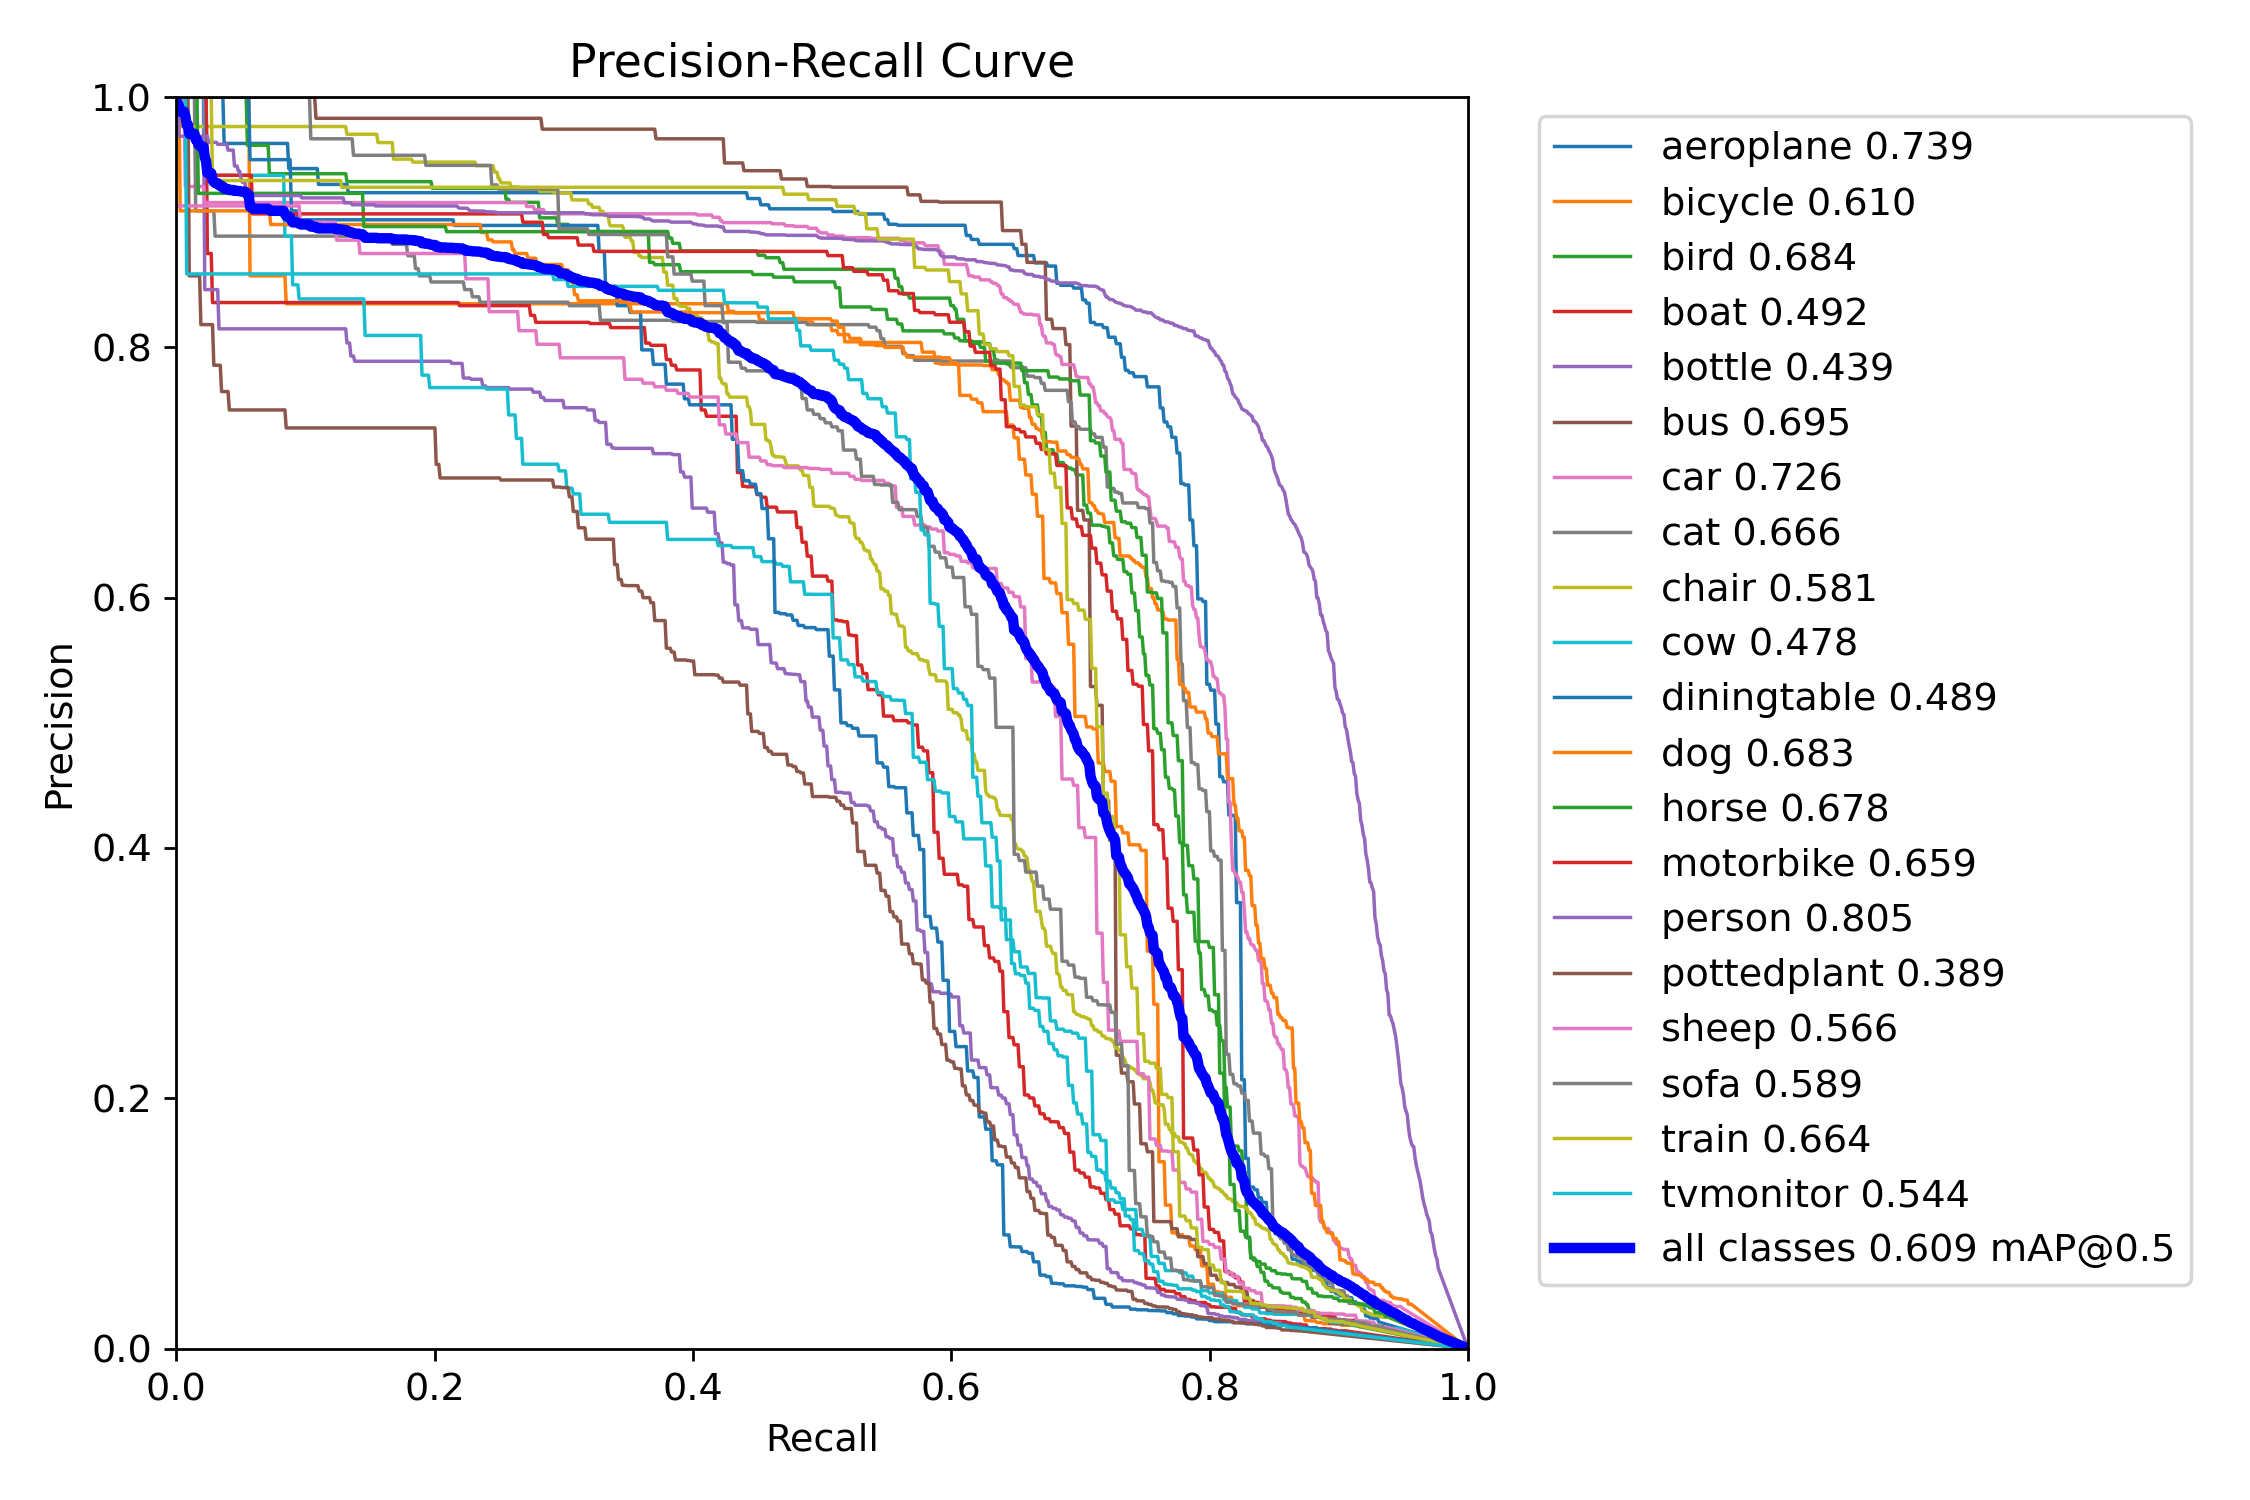 Precision-Recall Curve
1.0
0.8
0.6
0.4
0.2
0.0
Precision
0.0 0.2 0.4 0.6 0.8 1.0
Recall
aeroplane 0.739
bicycle 0.610
bird 0.684
boat 0.492
bottle 0.439
bus 0.695
car 0.726
cat 0.666
chair 0.581
cow 0.478
diningtable 0.489
dog 0.683
horse 0.678
motorbike 0.659
person 0.805
pottedplant 0.389
sheep 0.566
sofa 0.589
train 0.664
tvmonitor 0.544
all classes 0.609 mAP@0.5